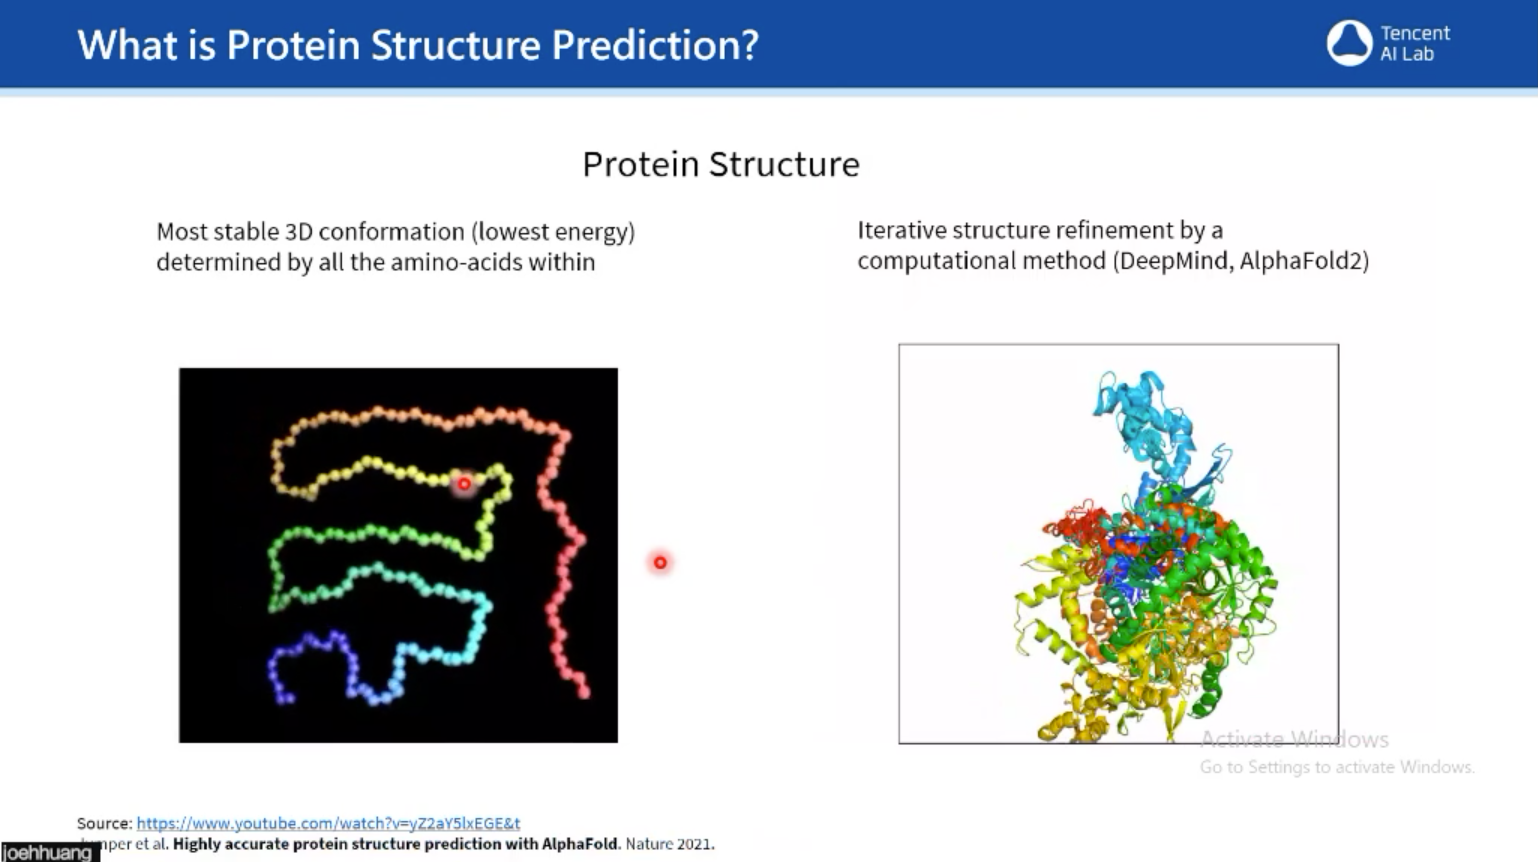 What is Protein Structure Prediction?
Tencent
AI Lab
Protein Structure
Most stable 3D conformation (lowest energy)
determined by all the amino-acids within
Iterative structure refinement by a
computational method (DeepMind, AlphaFold2)
Activate Windows
Go to Settings to activate Windows.
Source: https://www.youtube.com/watch?v=yZ2aY5lxEGE&t
mper et al. Highly accurate protein structure prediction with AlphaFold. Nature 2021.
joehhuang